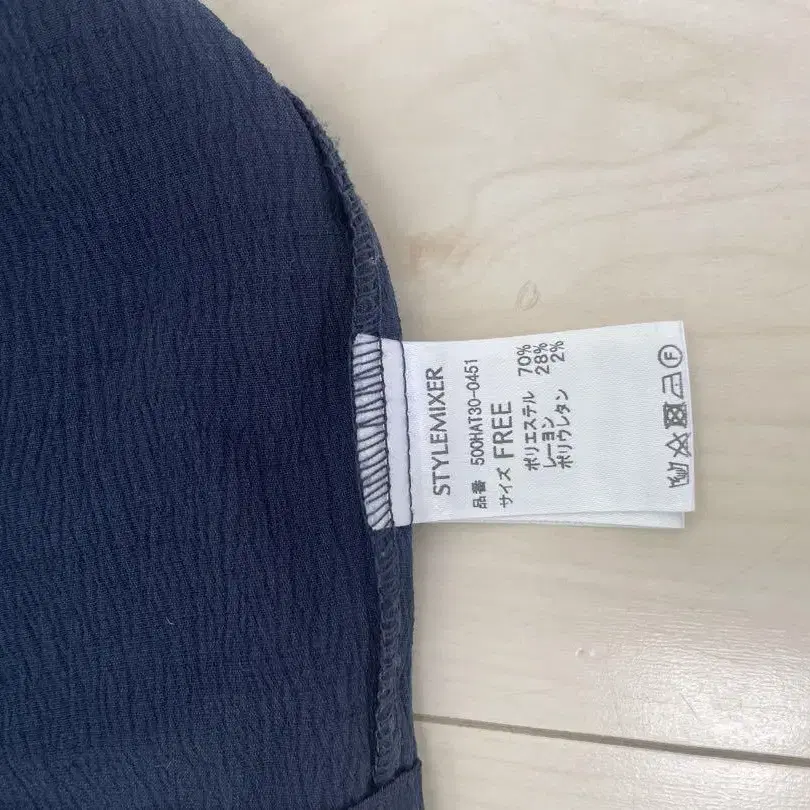 STYLEMIXER
品番 500HAT30-0451
サイズ FREE
ポリエステル 70%
レーヨン 28%
ポリウレタン 2%
F